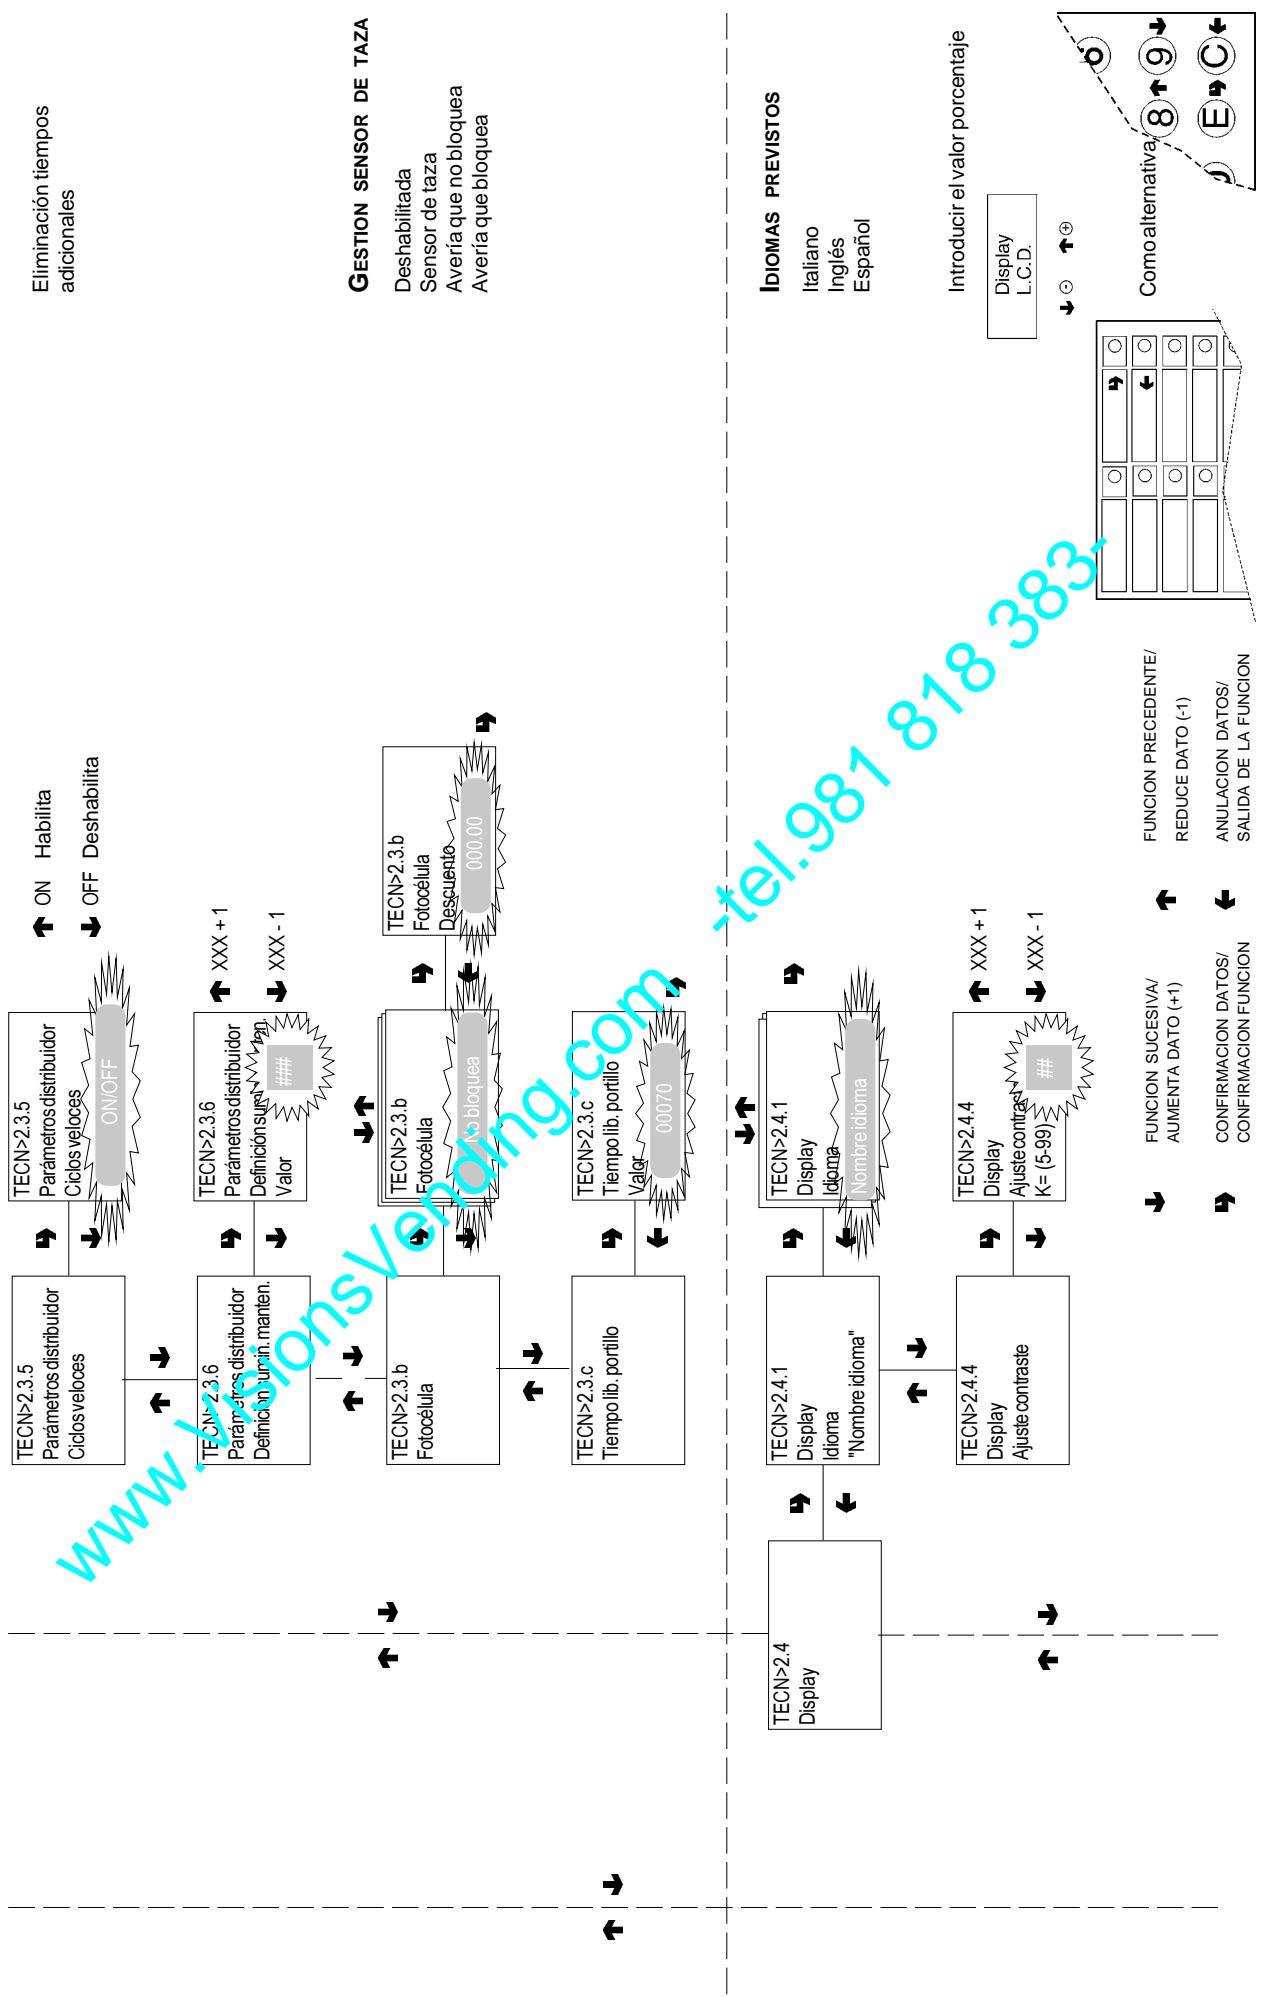 Eliminación tiempos
adicionales
ON Habilita
OFF Deshabilita
TECN>2.3.5
Parámetros distribuidor
Ciclos veloces
ON/OFF
TECN>2.3.5
Parámetros distribuidor
Ciclos veloces
XXX + 1
XXX - 1
TECN>2.3.6
Parámetros distribuidor
Valor
###
TECN>2.3.6
Parámetros distribuidor
Definición sumin. manten.
GESTION SENSOR DE TAZA
Deshabilitada
Sensor de taza
Avería que no bloquea
Avería que bloquea
TECN>2.3.b
Fotocélula
Descuento
000.00
TECN>2.3.b
Fotocélula
No bloquea
TECN>2.3.b
Fotocélula
TECN>2.3.c
Tiempo lib. portillo
Valor
00070
TECN>2.3.c
Tiempo lib. portillo
IDIOMAS PREVISTOS
Italiano
Inglés
Español
TECN>2.4.1
Display
Idioma
Nombre idioma
TECN>2.4.1
Display
Idioma
"Nombre idioma"
TECN>2.4
Display
Introducir el valor porcentaje
XXX + 1
XXX - 1
TECN>2.4.4
Display
K= (5-99)
##
TECN>2.4.4
Display
Ajuste contraste
Display
L.C.D.
- +
Como alternativa
6
8 9
E C
FUNCION SUCESIVA/
AUMENTA DATO (+1)
FUNCION PRECEDENTE/
REDUCE DATO (-1)
CONFIRMACION DATOS/
CONFIRMACION FUNCION
ANULACION DATOS/
SALIDA DE LA FUNCION
www.VisionsVending.com -tel.981 818 383-